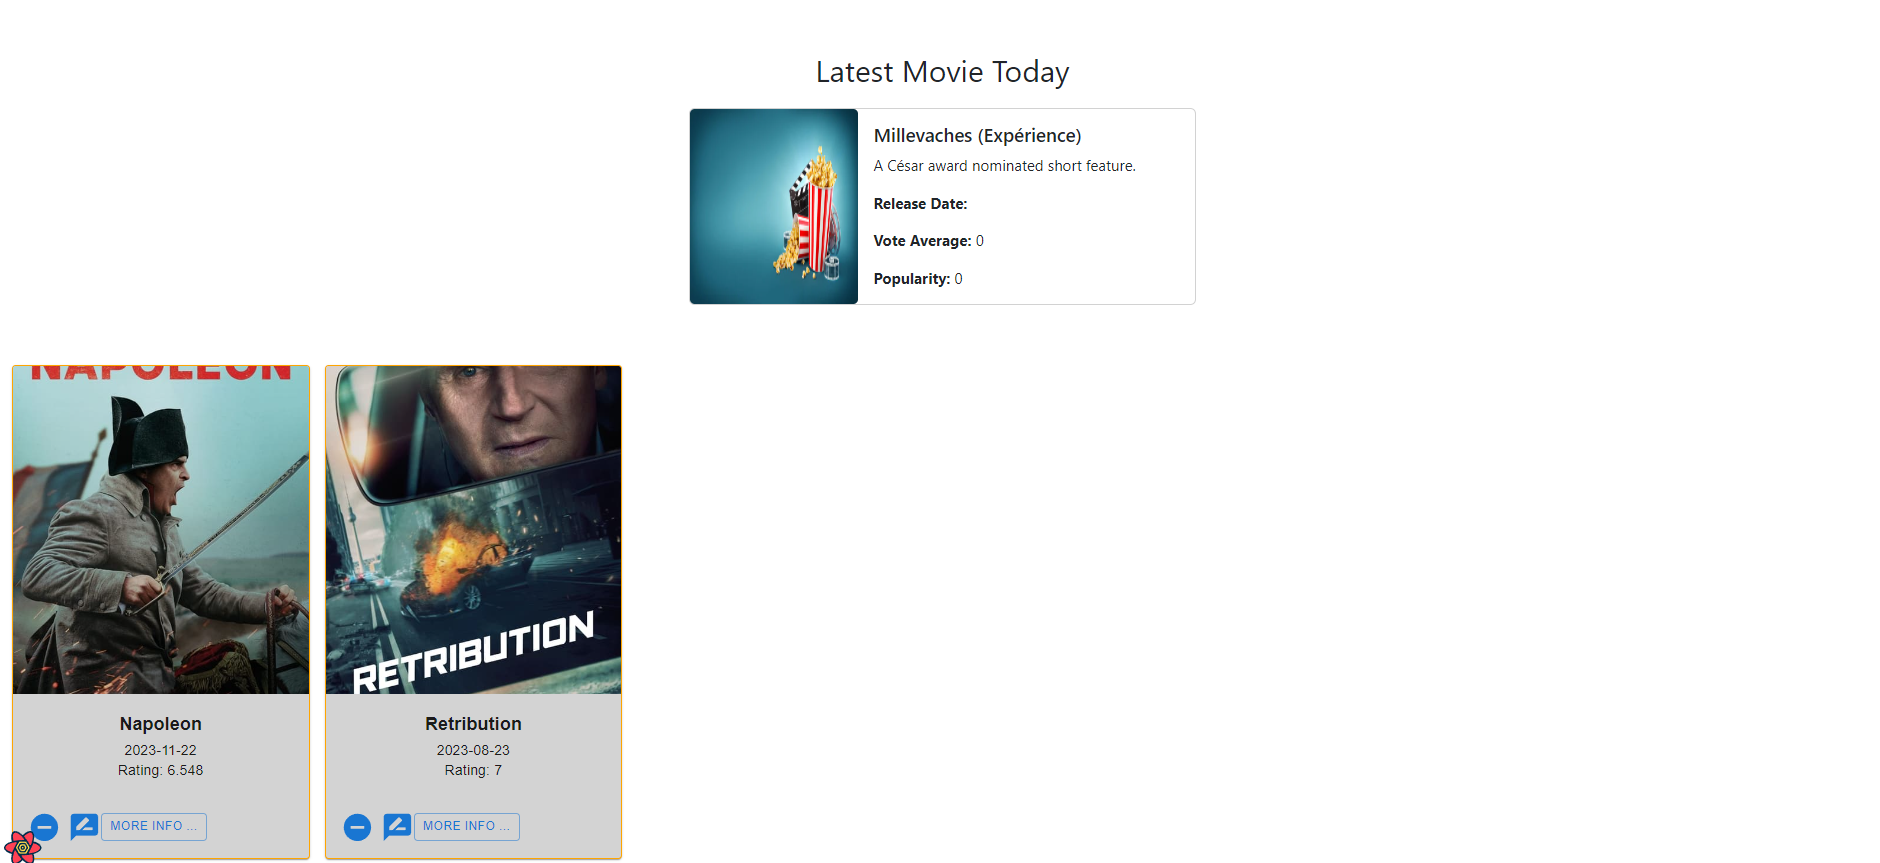 Latest Movie Today
Millevaches (Expérience)
A César award nominated short feature.
Release Date:
Vote Average: 0
Popularity: 0
NAPOLEON
RETRIBUTION
Napoleon
2023-11-22
Rating: 6.548
MORE INFO ...
Retribution
2023-08-23
Rating: 7
MORE INFO ...